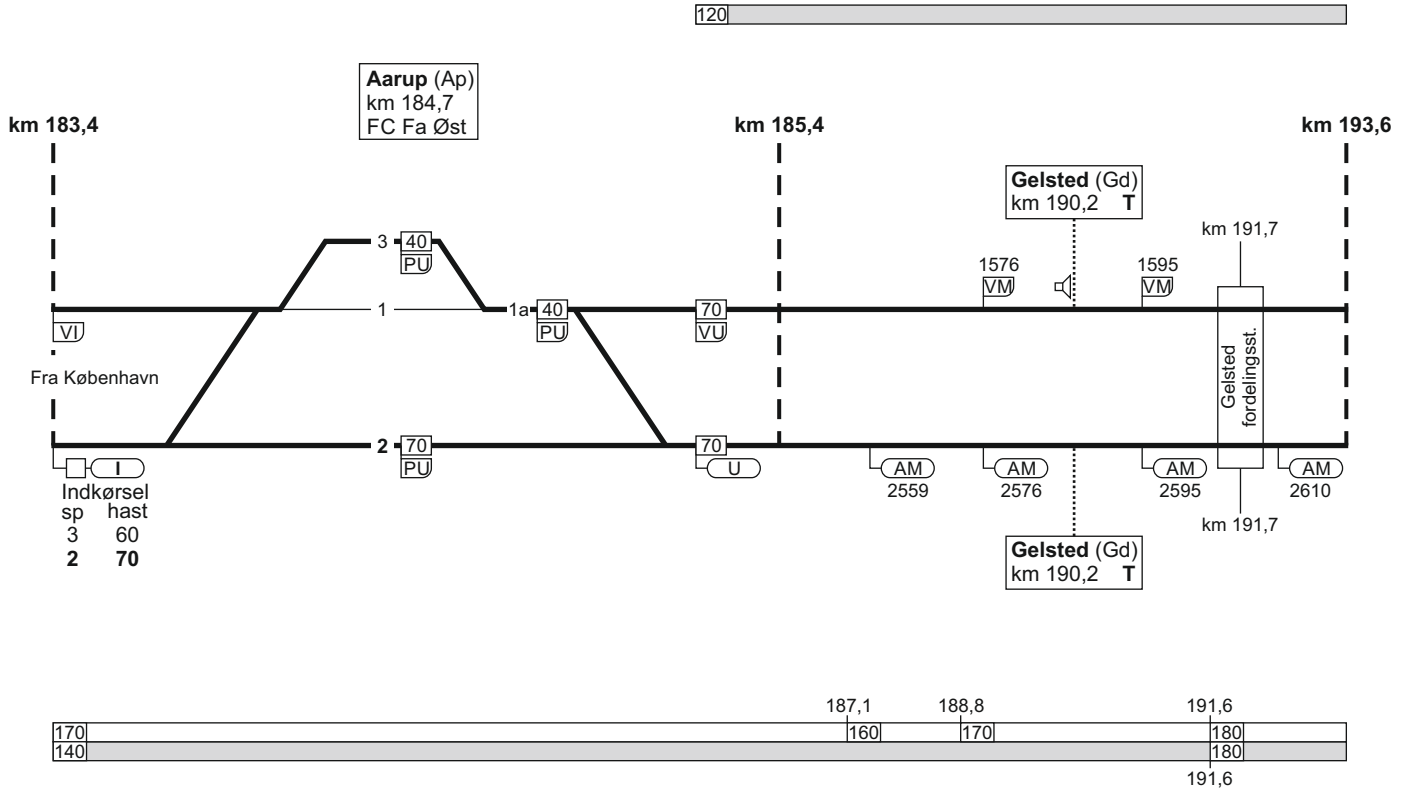 120
Aarup (Ap)
km 184,7
FC Fa Øst
km 183,4
km 185,4
km 193,6
Gelsted (Gd)
km 190,2 T
km 191,7
3 40
PU
1576
VM
1595
VM
1
1a 40
PU
70
VU
VI
Fra København
Gelsted
fordelingsst.
2 70
PU
70
U
I
Indkørsel
sp hast
3 60
2 70
AM
2559
AM
2576
AM
2595
AM
2610
km 191,7
Gelsted (Gd)
km 190,2 T
187,1 188,8 191,6
170 160 170 180
140 180
191,6